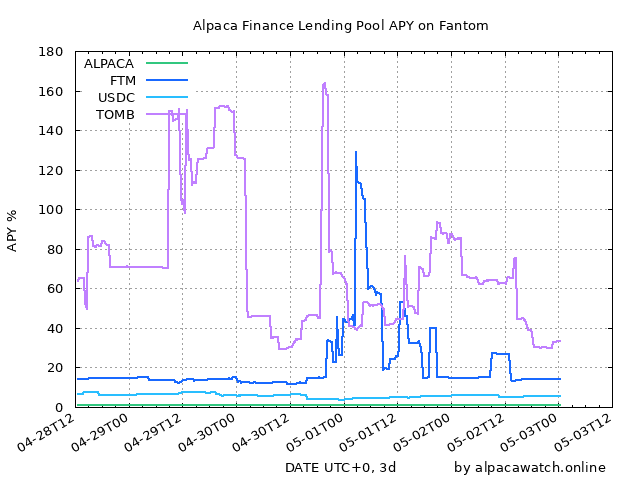 Alpaca Finance Lending Pool APY on Fantom
180
160
140
120
100
80
60
40
20
0
APY %
ALPACA
FTM
USDC
TOMB
04-28T12
04-29T00
04-29T12
04-30T00
04-30T12
05-01T00
05-01T12
05-02T00
05-02T12
05-03T00
05-03T12
DATE UTC+0, 3d
by alpacawatch.online